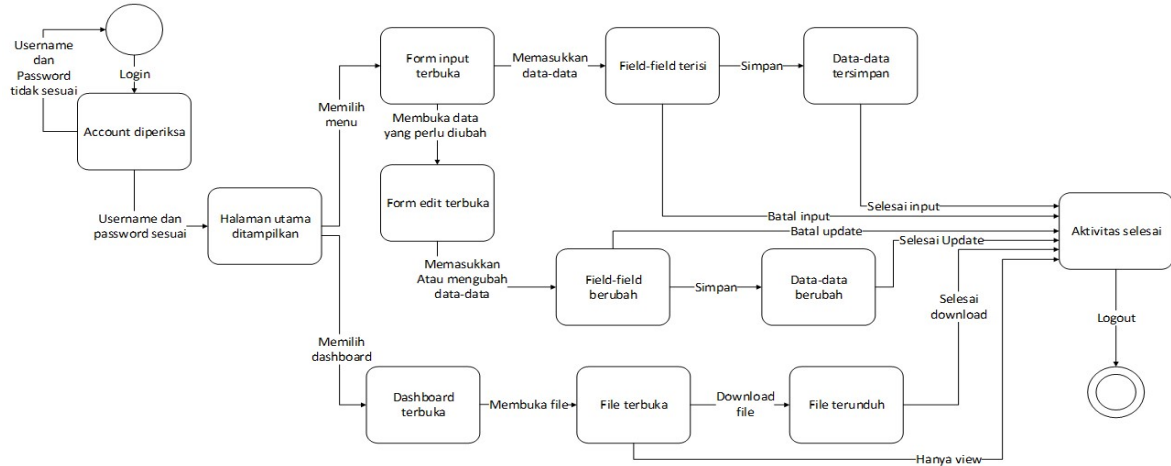 Username
dan
Password
tidak sesuai
Login
Account diperiksa
Username dan
password sesuai
Halaman utama
ditampilkan
Memilih
menu
Form input
terbuka
Memasukkan
data-data
Field-field terisi
Simpan
Data-data
tersimpan
Membuka data
yang perlu diubah
Form edit terbuka
Memasukkan
Atau mengubah
data-data
Field-field
berubah
Simpan
Data-data
berubah
Selesai input
Batal input
Batal update
Selesai Update
Aktivitas selesai
Selesai
download
Logout
Memilih
dashboard
Dashboard
terbuka
Membuka file
File terbuka
Download
file
File terunduh
Hanya view